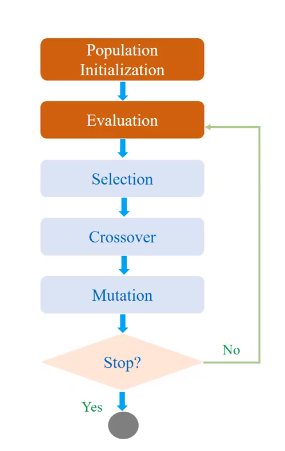 Population
Initialization
Evaluation
Selection
Crossover
Mutation
Stop?
No
Yes